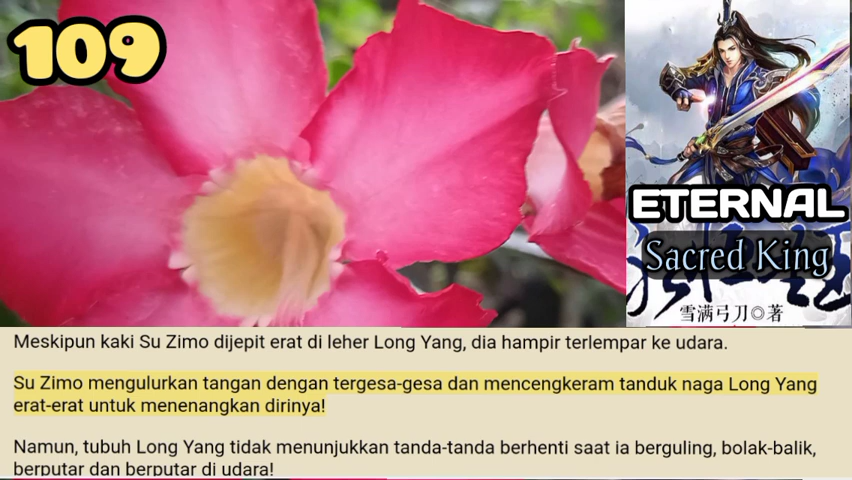 109
ETERNAL
Sacred King
雪满弓刀◎著
Meskipun kaki Su Zimo dijepit erat di leher Long Yang, dia hampir terlempar ke udara.
Su Zimo mengulurkan tangan dengan tergesa-gesa dan mencengkeram tanduk naga Long Yang
erat-erat untuk menenangkan dirinya!
Namun, tubuh Long Yang tidak menunjukkan tanda-tanda berhenti saat ia berguling, bolak-balik,
berputar dan berputar di udara!